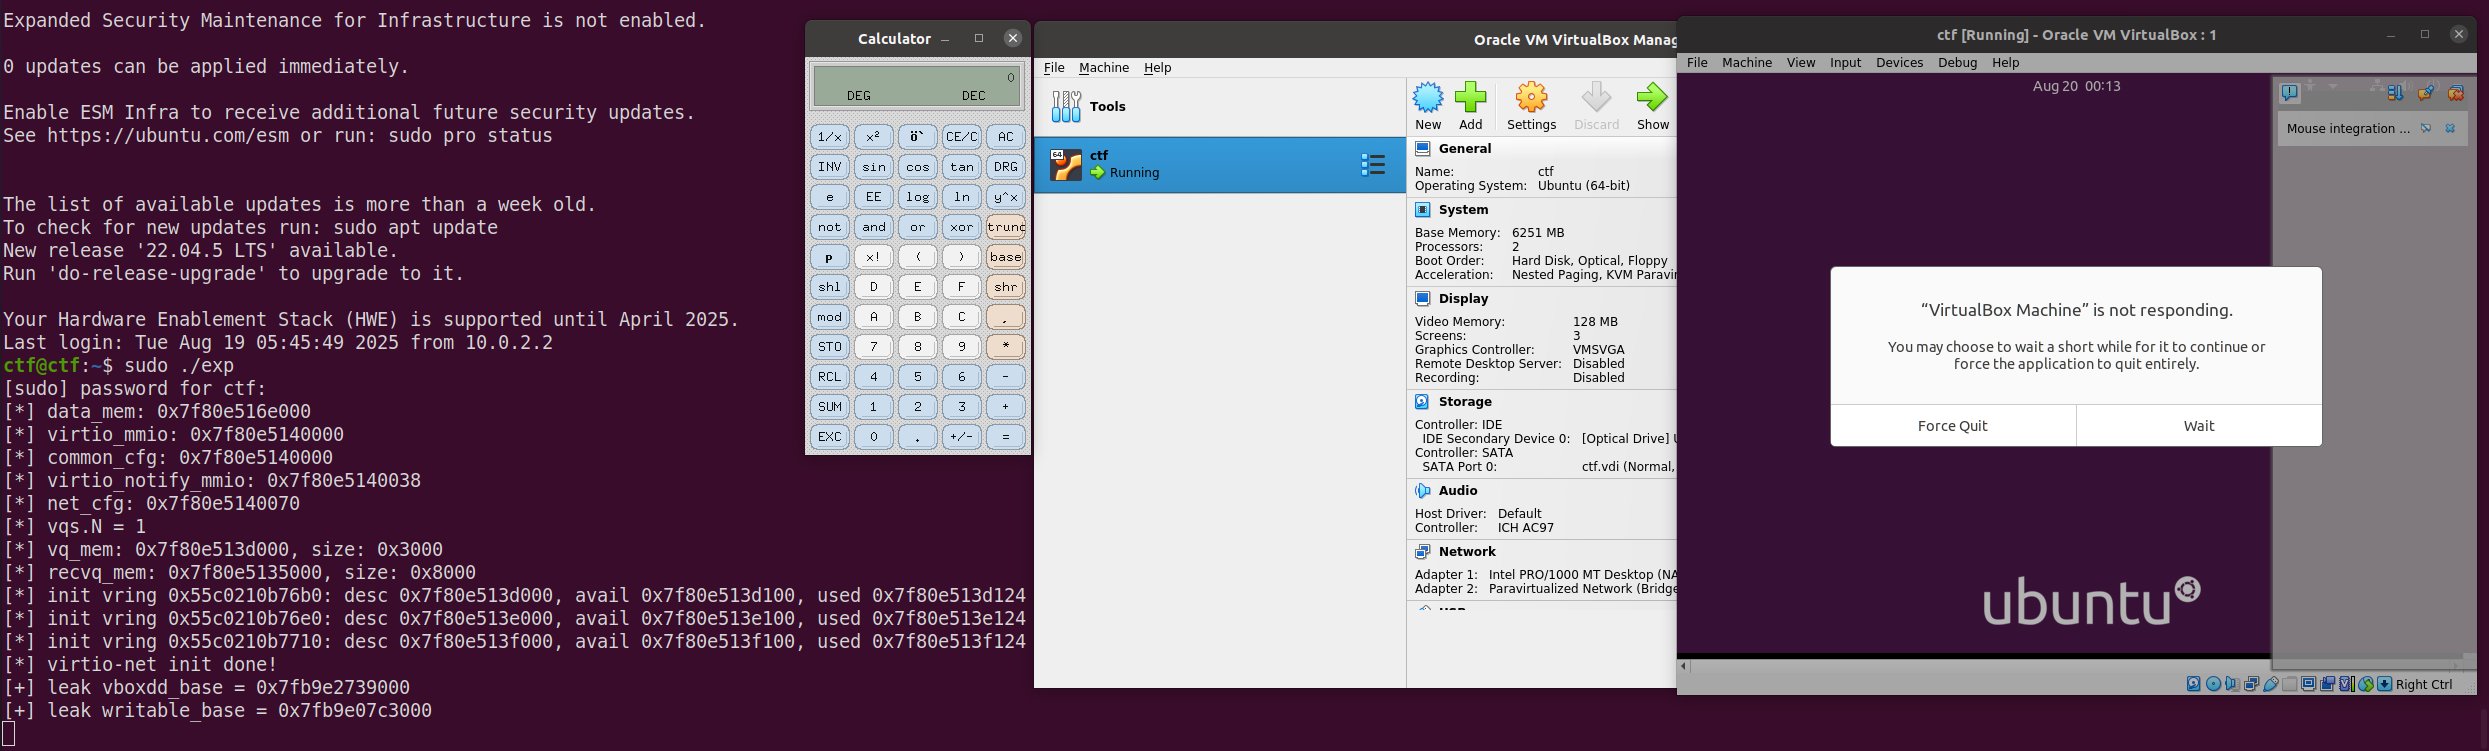 Expanded Security Maintenance for Infrastructure is not enabled.
0 updates can be applied immediately.
Enable ESM Infra to receive additional future security updates.
See https://ubuntu.com/esm or run: sudo pro status
The list of available updates is more than a week old.
To check for new updates run: sudo apt update
New release '22.04.5 LTS' available.
Run 'do-release-upgrade' to upgrade to it.
Your Hardware Enablement Stack (HWE) is supported until April 2025.
Last login: Tue Aug 19 05:45:49 2025 from 10.0.2.2
ctf@ctf:~$ sudo ./exp
[sudo] password for ctf:
[*] data_mem: 0x7f80e516e000
[*] virtio_mmio: 0x7f80e5140000
[*] common_cfg: 0x7f80e5140000
[*] virtio_notify_mmio: 0x7f80e5140038
[*] net_cfg: 0x7f80e5140070
[*] vqs.N = 1
[*] vq_mem: 0x7f80e513d000, size: 0x3000
[*] recvq_mem: 0x7f80e5135000, size: 0x8000
[*] init vring 0x55c0210b76b0: desc 0x7f80e513d000, avail 0x7f80e513d100, used 0x7f80e513d124
[*] init vring 0x55c0210b76e0: desc 0x7f80e513e000, avail 0x7f80e513e100, used 0x7f80e513e124
[*] init vring 0x55c0210b7710: desc 0x7f80e513f000, avail 0x7f80e513f100, used 0x7f80e513f124
[*] virtio-net init done!
[+] leak vboxdd_base = 0x7fb9e2739000
[+] leak writable_base = 0x7fb9e07c3000
Calculator
0
DEG DEC
1/x x² ö` CE/C AC
INV sin cos tan DRG
e EE log ln y^x
not and or xor trunc
p x! ( ) base
shl D E F shr
mod A B C ,
STO 7 8 9 *
RCL 4 5 6 -
SUM 1 2 3 +
EXC 0 . +/- =
Oracle VM VirtualBox Manag
File Machine Help
Tools
64
ctf
Running
New Add Settings Discard Show
General
Name: ctf
Operating System: Ubuntu (64-bit)
System
Base Memory: 6251 MB
Processors: 2
Boot Order: Hard Disk, Optical, Floppy
Acceleration: Nested Paging, KVM Paravir
Display
Video Memory: 128 MB
Screens: 3
Graphics Controller: VMSVGA
Remote Desktop Server: Disabled
Recording: Disabled
Storage
Controller: IDE
IDE Secondary Device 0: [Optical Drive] U
Controller: SATA
SATA Port 0: ctf.vdi (Normal,
Audio
Host Driver: Default
Controller: ICH AC97
Network
Adapter 1: Intel PRO/1000 MT Desktop (NA
Adapter 2: Paravirtualized Network (Bridge
ctf [Running] - Oracle VM VirtualBox : 1
File Machine View Input Devices Debug Help
Aug 20 00:13
Mouse integration ...
“VirtualBox Machine” is not responding.
You may choose to wait a short while for it to continue or
force the application to quit entirely.
Force Quit Wait
ubuntu
Right Ctrl